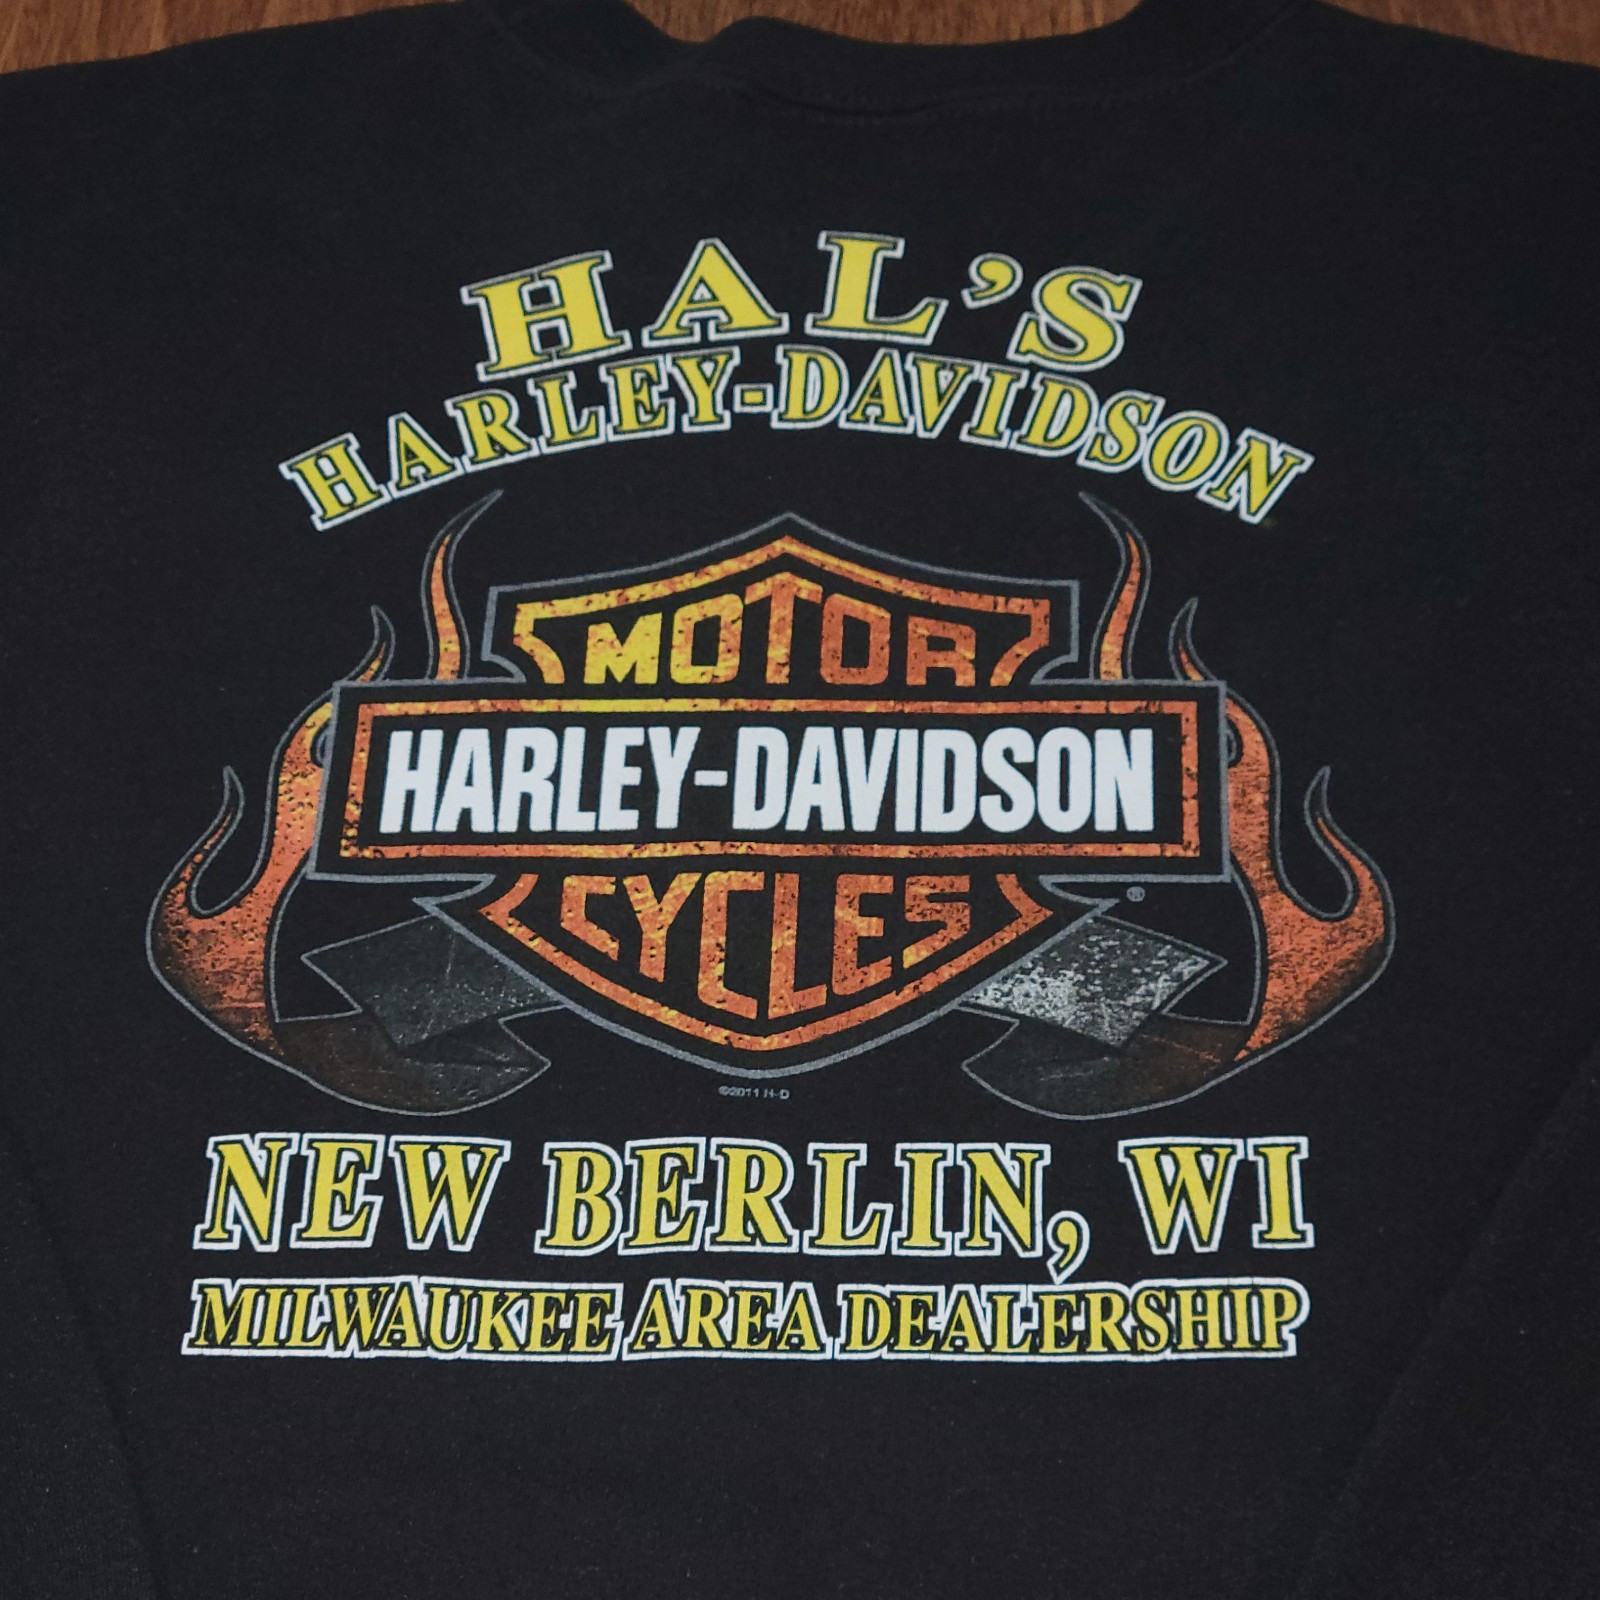 HAL'S
HARLEY-DAVIDSON
MOTOR
HARLEY-DAVIDSON
CYCLES
®
©2011 H-D
NEW BERLIN, WI
MILWAUKEE AREA DEALERSHIP